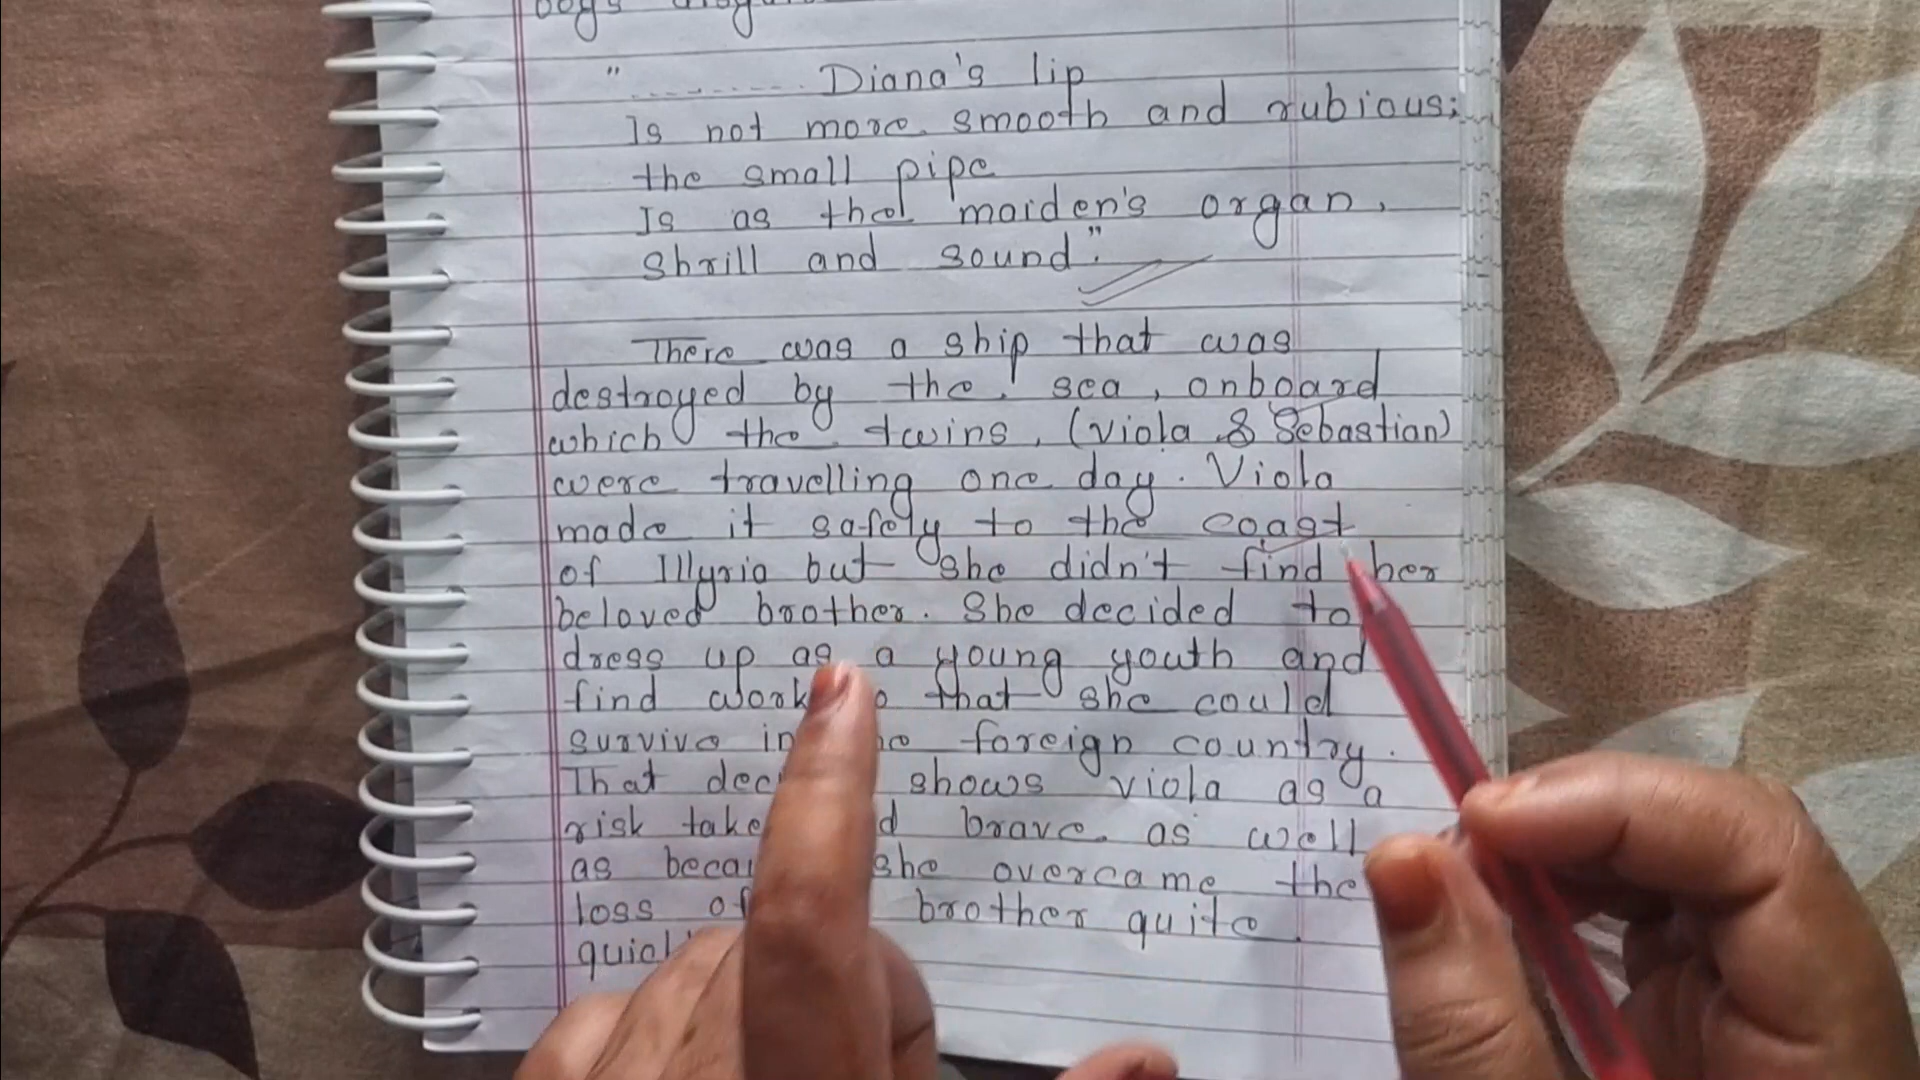 " .......... Diana's lip
Is not more smooth and rubious;
the small pipe
Is as the maiden's organ,
Shrill and sound."
There was a ship that was
destroyed by the sea, onboard
which the twins, (Viola & Sebastian)
were travelling one day. Viola
made it safely to the coast
of Illyria but she didn't find her
beloved brother. She decided to
dress up as a young youth and
find work that she could
survive in foreign country.
That shows viola as a
risk brave as well
as she overcame the
loss of brother quite